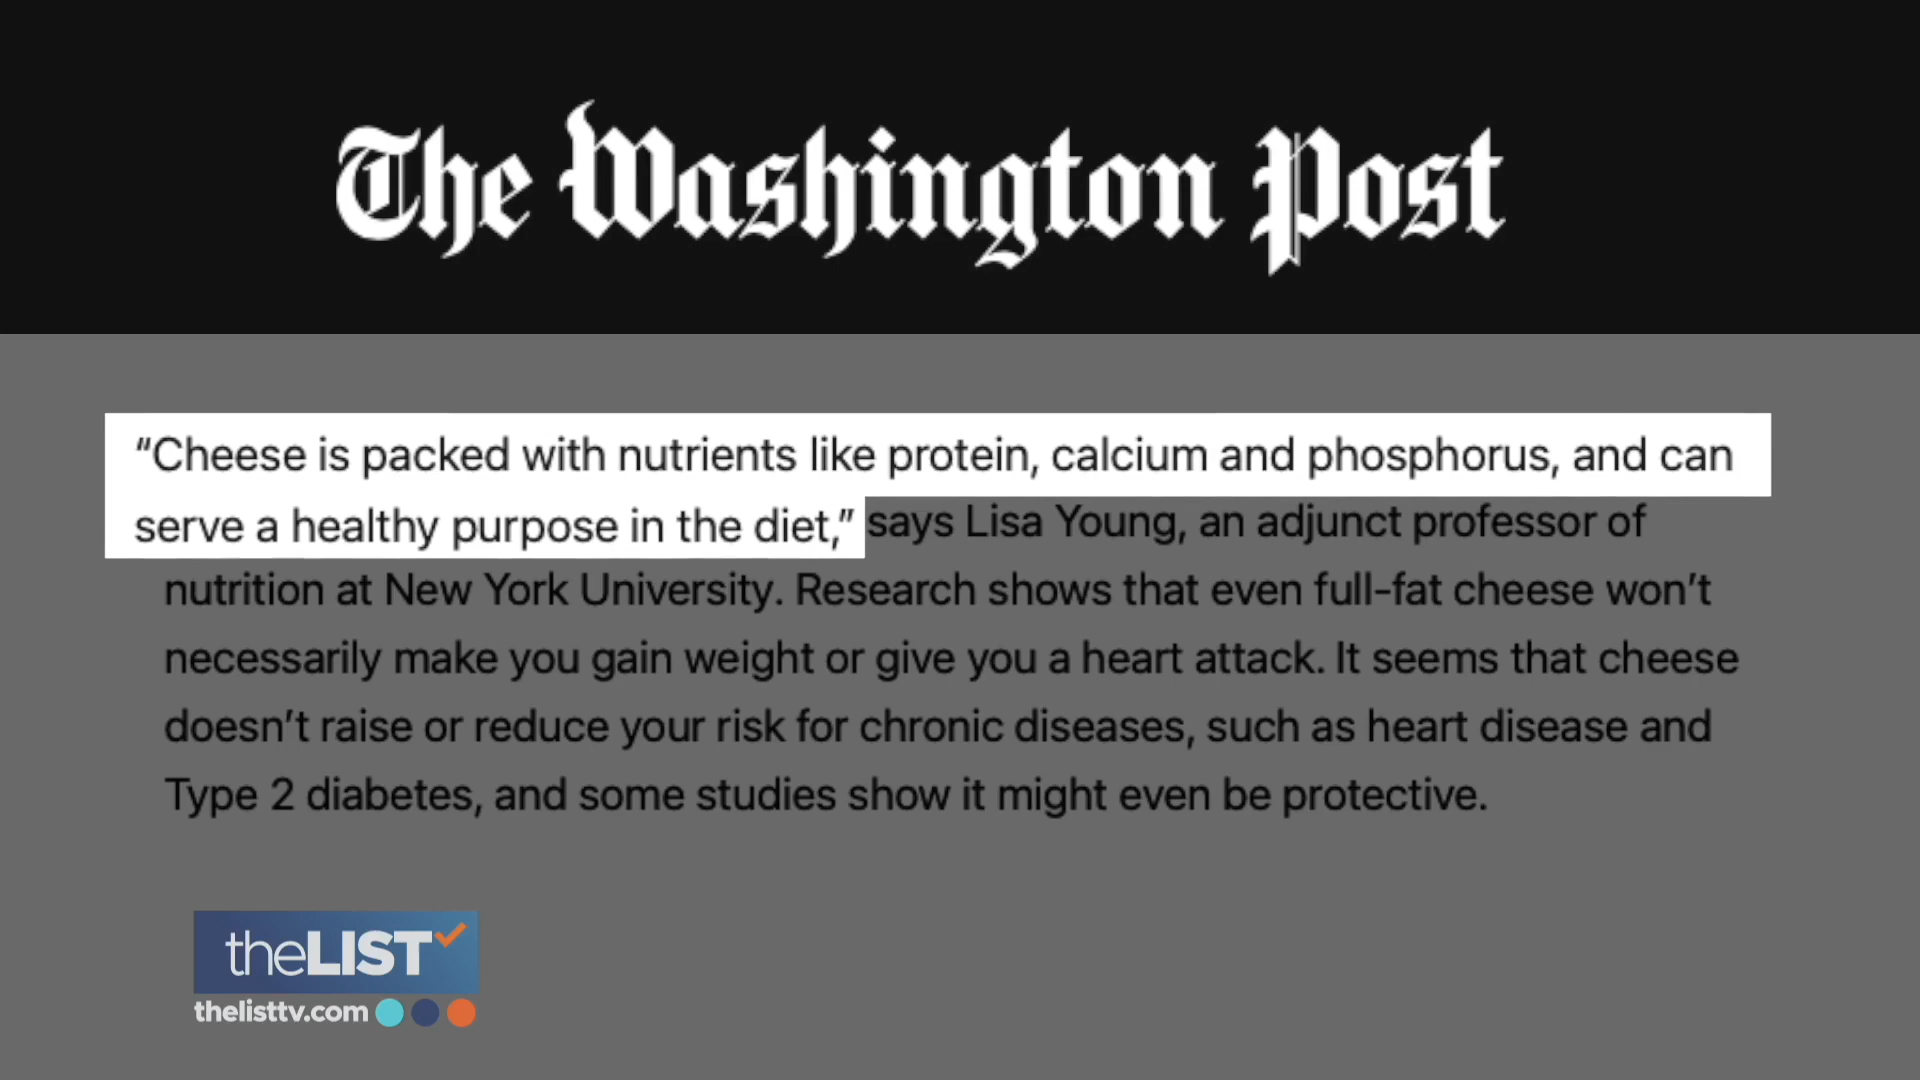 The Washington Post
“Cheese is packed with nutrients like protein, calcium and phosphorus, and can
serve a healthy purpose in the diet,” says Lisa Young, an adjunct professor of
nutrition at New York University. Research shows that even full-fat cheese won’t
necessarily make you gain weight or give you a heart attack. It seems that cheese
doesn’t raise or reduce your risk for chronic diseases, such as heart disease and
Type 2 diabetes, and some studies show it might even be protective.
theLIST
thelisttv.com